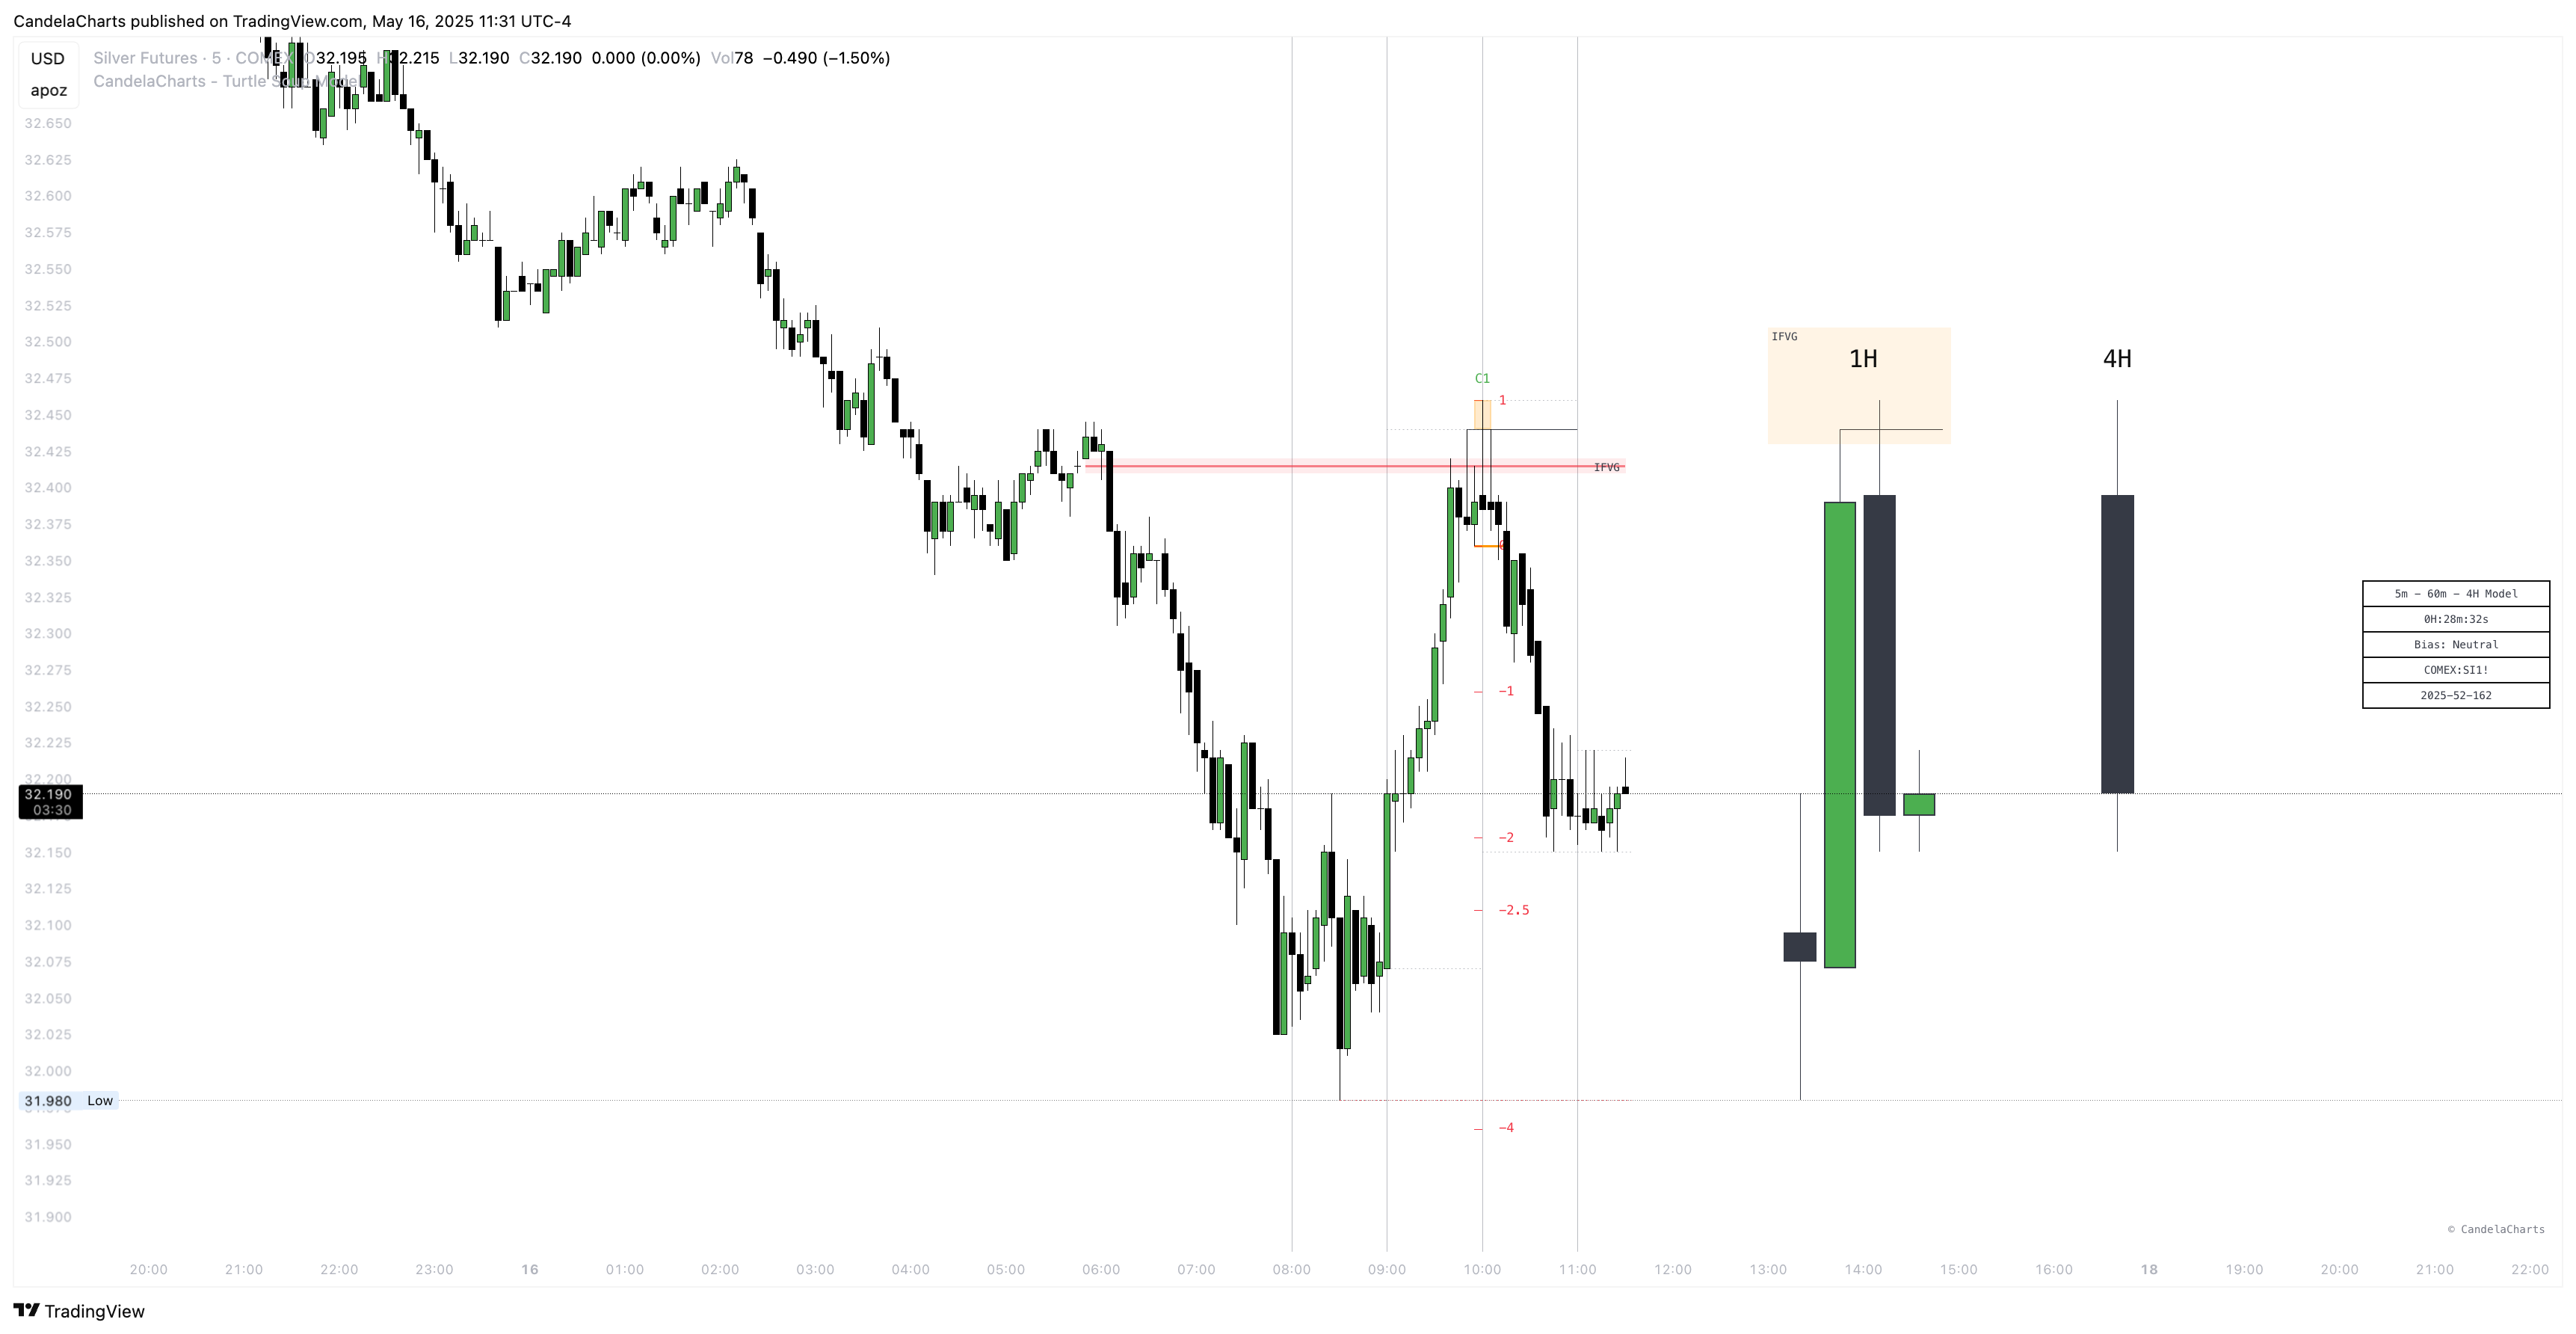 CandelaCharts published on TradingView.com, May 16, 2025 11:31 UTC-4
USD
apoz
Silver Futures · 5 · COMEX O32.195 H32.215 L32.190 C32.190 0.000 (0.00%) Vol78 −0.490 (−1.50%)
CandelaCharts - Turtle Soup Model
32.650
32.625
32.600
32.575
32.550
32.525
32.500
32.475
32.450
32.425
32.400
32.375
32.350
32.325
32.300
32.275
32.250
32.225
32.200
32.190
03:30
32.150
32.125
32.100
32.075
32.050
32.025
32.000
31.980 Low
31.950
31.925
31.900
C1
1
IFVG
0
−1
−2
−2.5
−4
IFVG
1H
4H
5m − 60m − 4H Model
0H:28m:32s
Bias: Neutral
COMEX:SI1!
2025−52−162
© CandelaCharts
20:00 21:00 22:00 23:00 16 01:00 02:00 03:00 04:00 05:00 06:00 07:00 08:00 09:00 10:00 11:00 12:00 13:00 14:00 15:00 16:00 18 19:00 20:00 21:00 22:00
TradingView